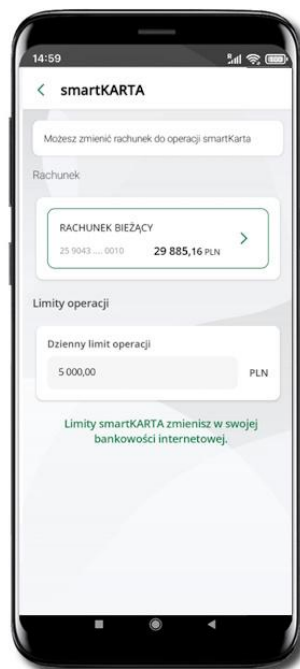 14:59
smartKARTA
Możesz zmienić rachunek do operacji smartKarta
Rachunek
RACHUNEK BIEŻĄCY
25 9043 .... 0010 29 885,16 PLN
Limity operacji
Dzienny limit operacji
5 000,00 PLN
Limity smartKARTA zmienisz w swojej
bankowości internetowej.